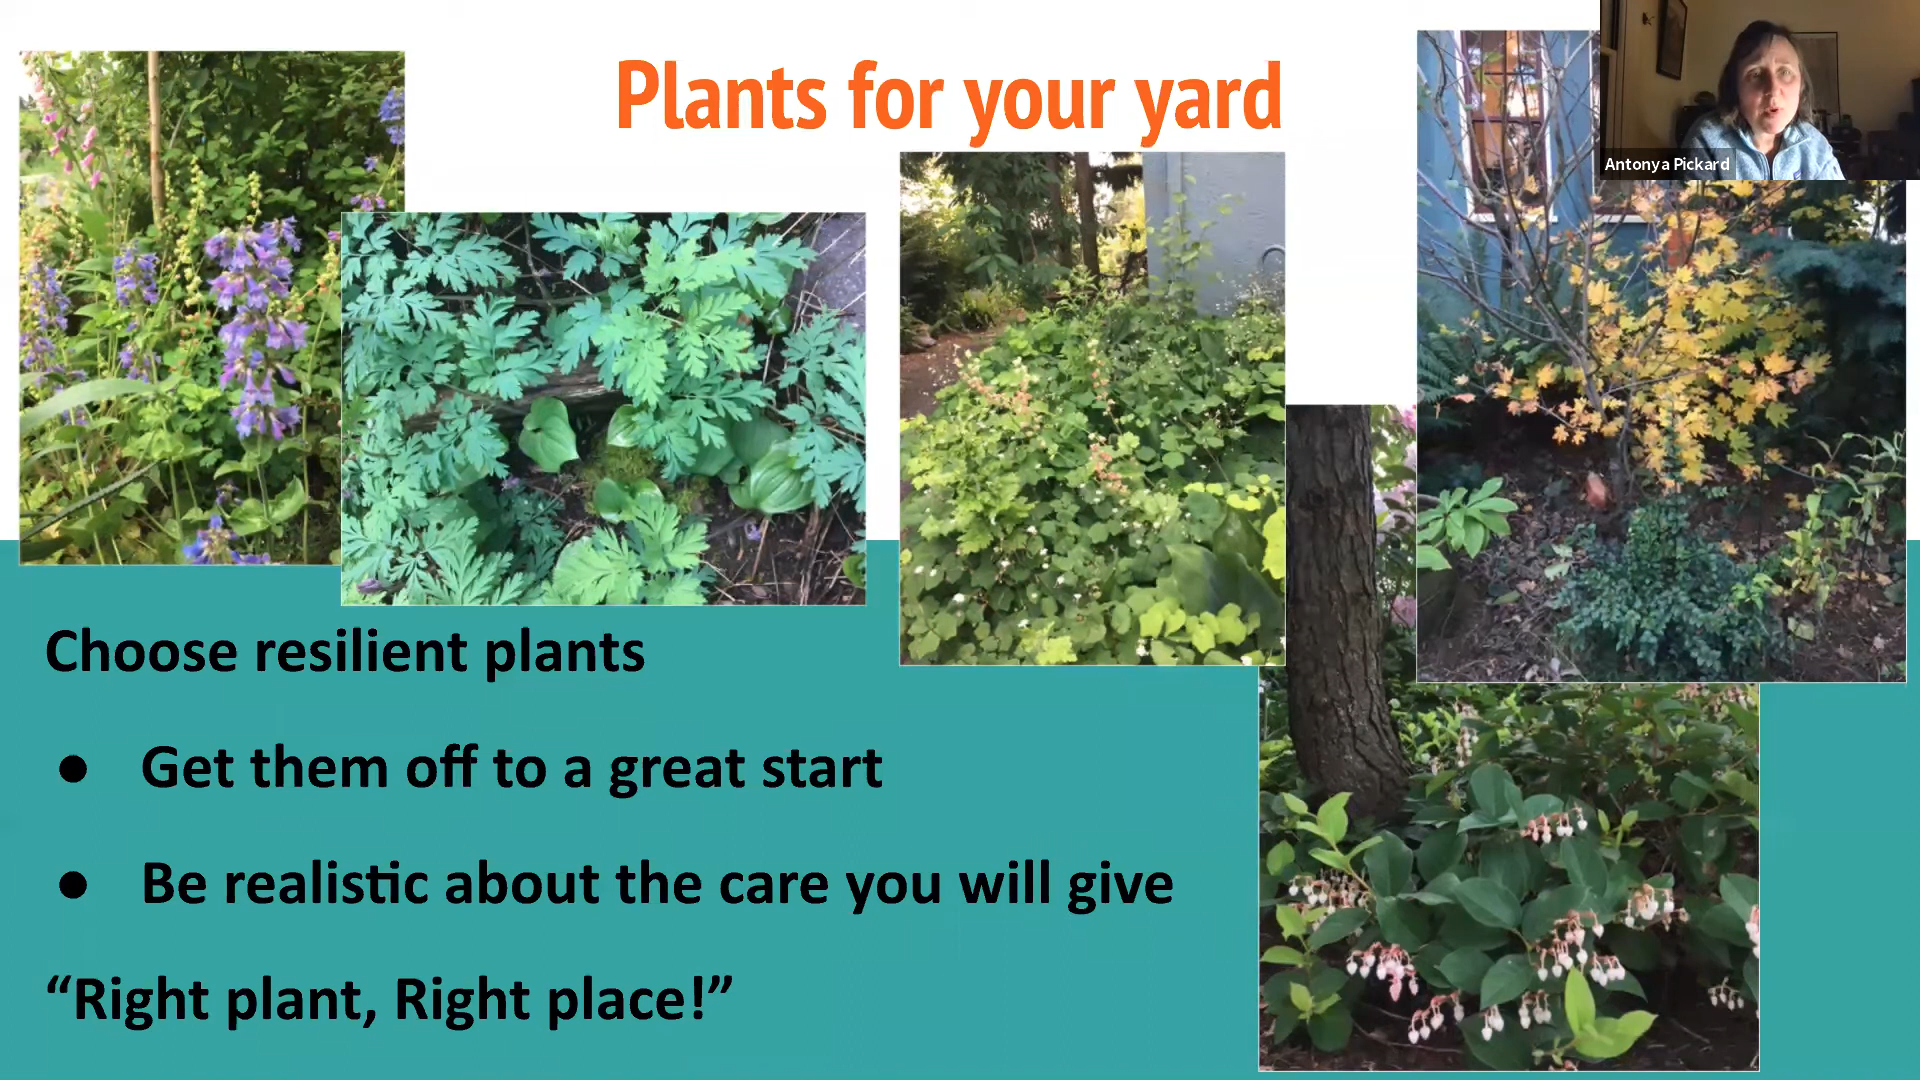 Plants for your yard
Antonya Pickard
Choose resilient plants
● Get them off to a great start
● Be realistic about the care you will give
“Right plant, Right place!”